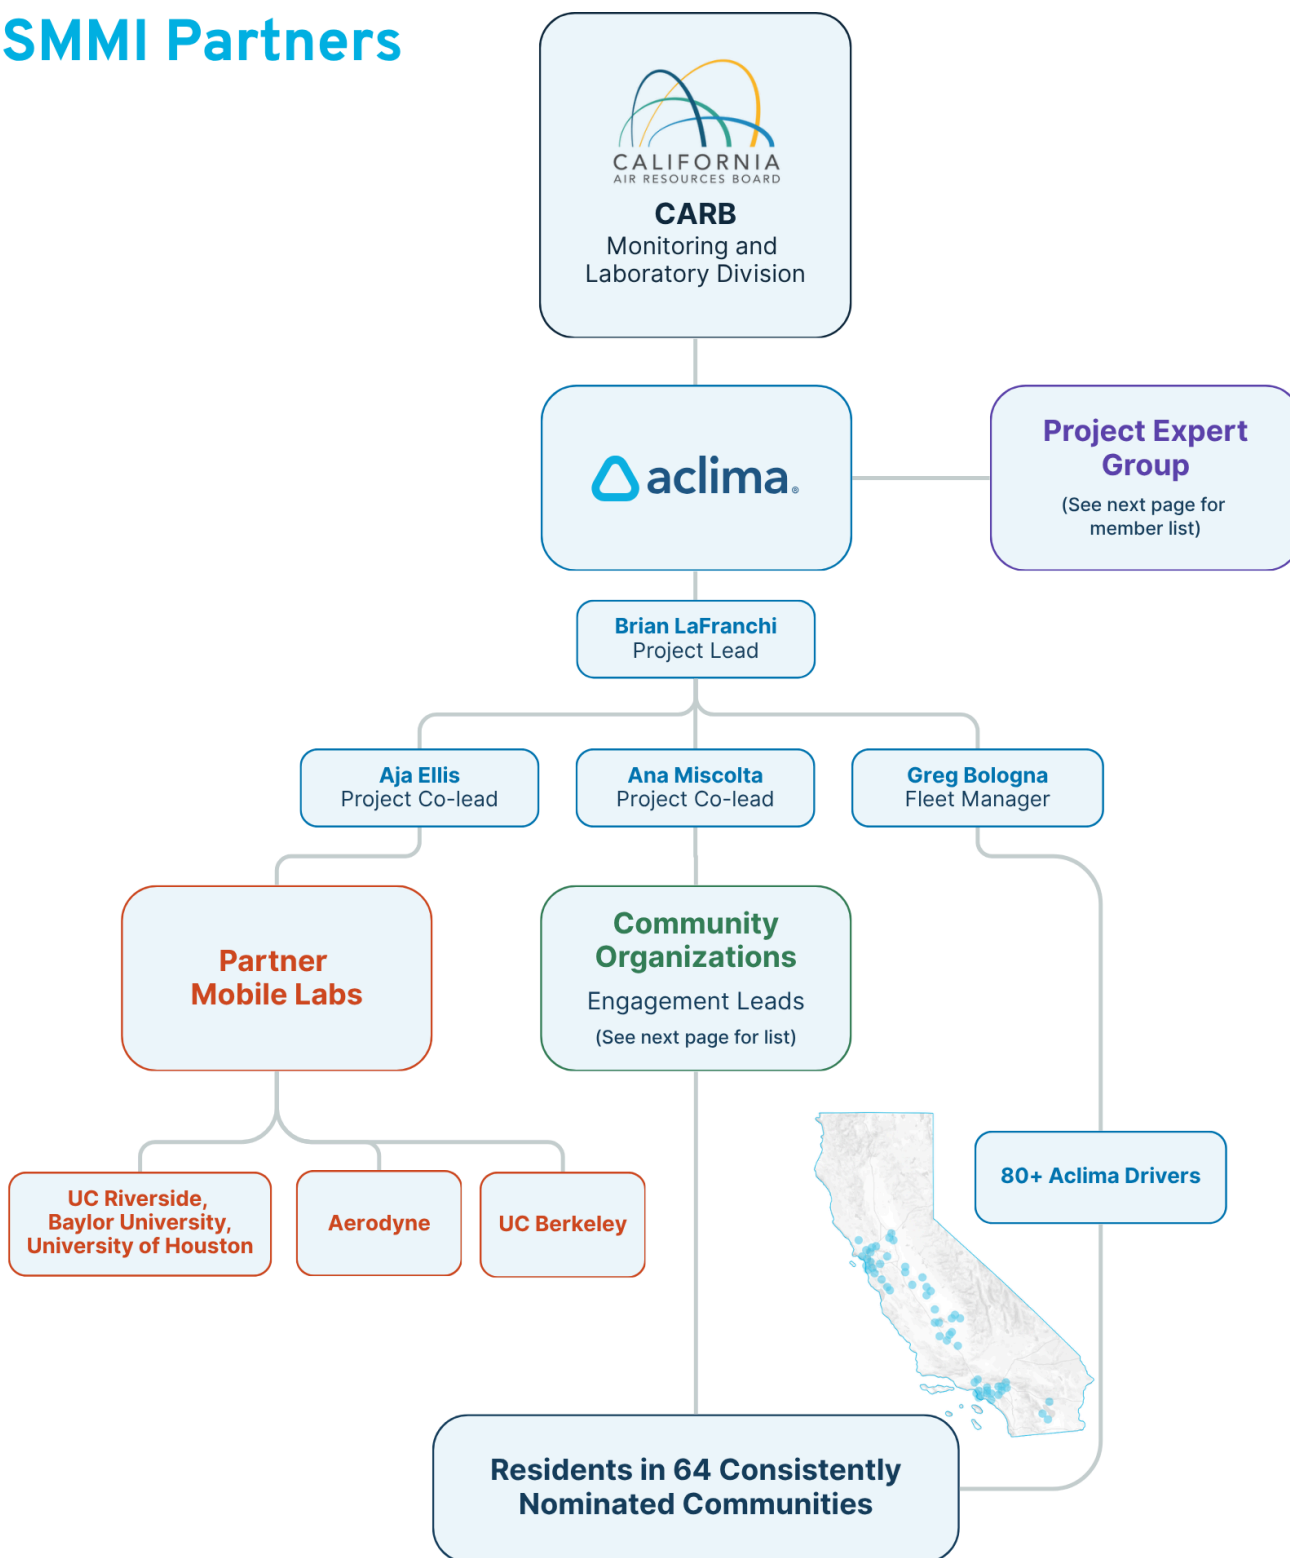 SMMI Partners
CALIFORNIA
AIR RESOURCES BOARD
CARB
Monitoring and
Laboratory Division
aclima®
Project Expert
Group
(See next page for
member list)
Brian LaFranchi
Project Lead
Aja Ellis
Project Co-lead
Ana Miscolta
Project Co-lead
Greg Bologna
Fleet Manager
Partner
Mobile Labs
Community
Organizations
Engagement Leads
(See next page for list)
UC Riverside,
Baylor University,
University of Houston
Aerodyne
UC Berkeley
80+ Aclima Drivers
Residents in 64 Consistently
Nominated Communities